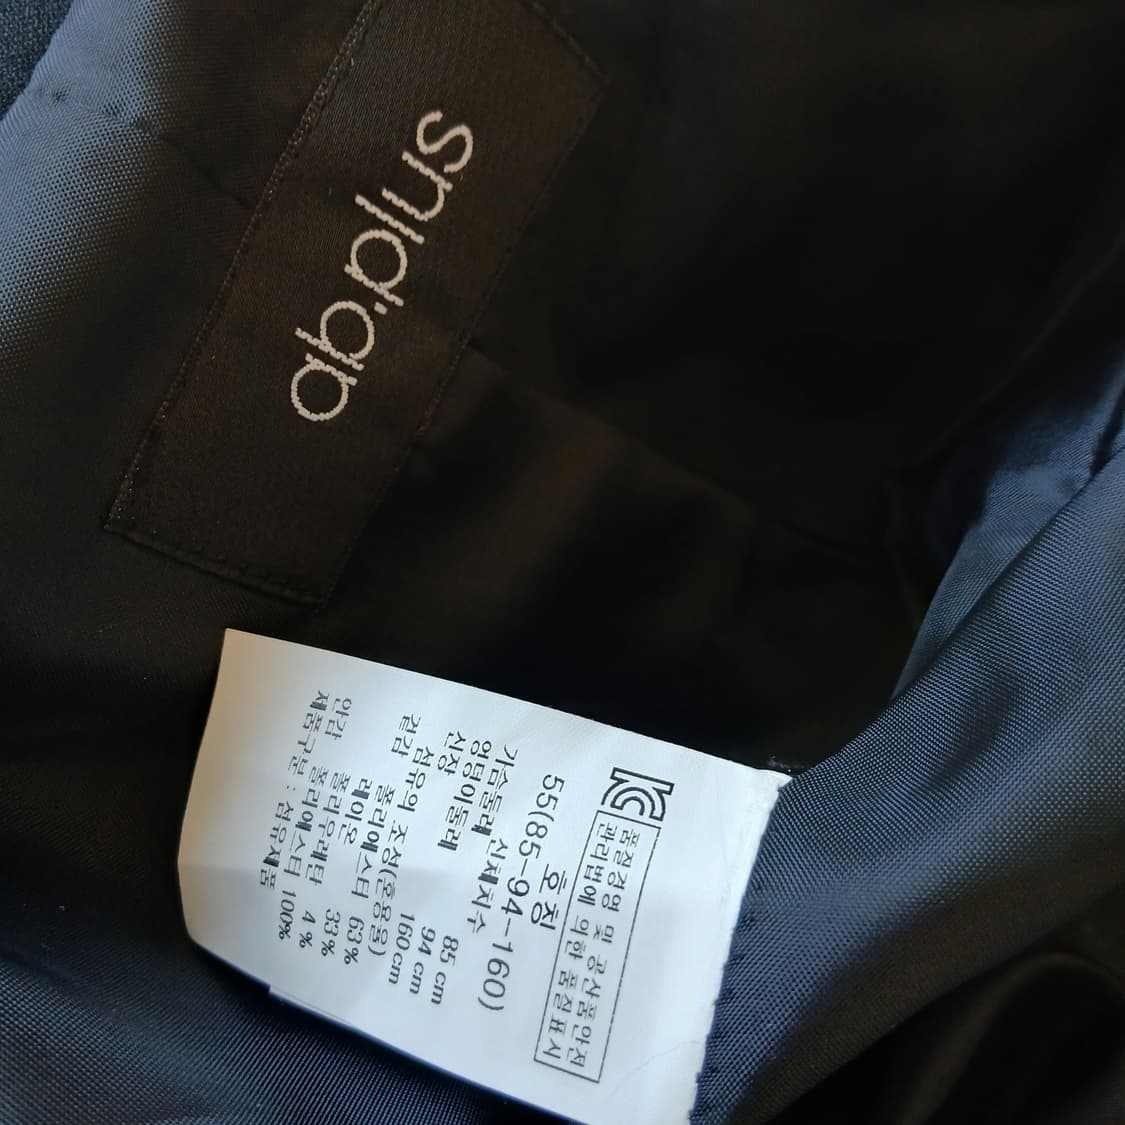 ab.plus
품질경영 및 공산품안전
관리법에 의한 품질표시
호칭
55(85-94-160)
신체치수
가슴둘레 85 cm
엉덩이둘레 94 cm
신장 160 cm
섬유의 조성(혼용율)
겉감 폴리에스터 63%
레이온 33%
폴리우레탄 4%
안감 폴리에스터 100%
제품구분 : 섬유제품